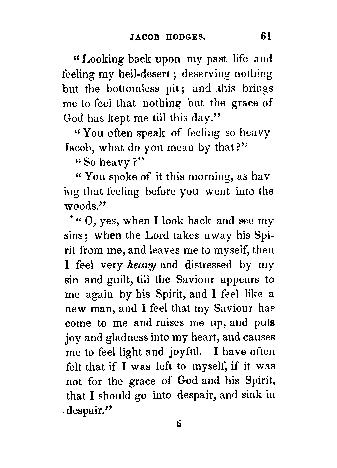 JACOB HODGES. 61
"Looking back upon my past life and
feeling my hell-desert; deserving nothing
but the bottomless pit; and this brings
me to feel that nothing but the grace of
God has kept me till this day."
"You often speak of feeling so heavy
Jacob, what do you mean by that?"
"So heavy?"
"You spoke of it this morning, as hav
ing that feeling before you went into the
woods."
"O, yes, when I look back and see my
sins; when the Lord takes away his Spi-
rit from me, and leaves me to myself, then
I feel very heavy and distressed by my
sin and guilt, till the Saviour appears to
me again by his Spirit, and I feel like a
new man, and I feel that my Saviour has
come to me and raises me up, and puts
joy and gladness into my heart, and causes
me to feel light and joyful. I have often
felt that if I was left to myself, if it was
not for the grace of God and his Spirit,
that I should go into despair, and sink in
despair."
6